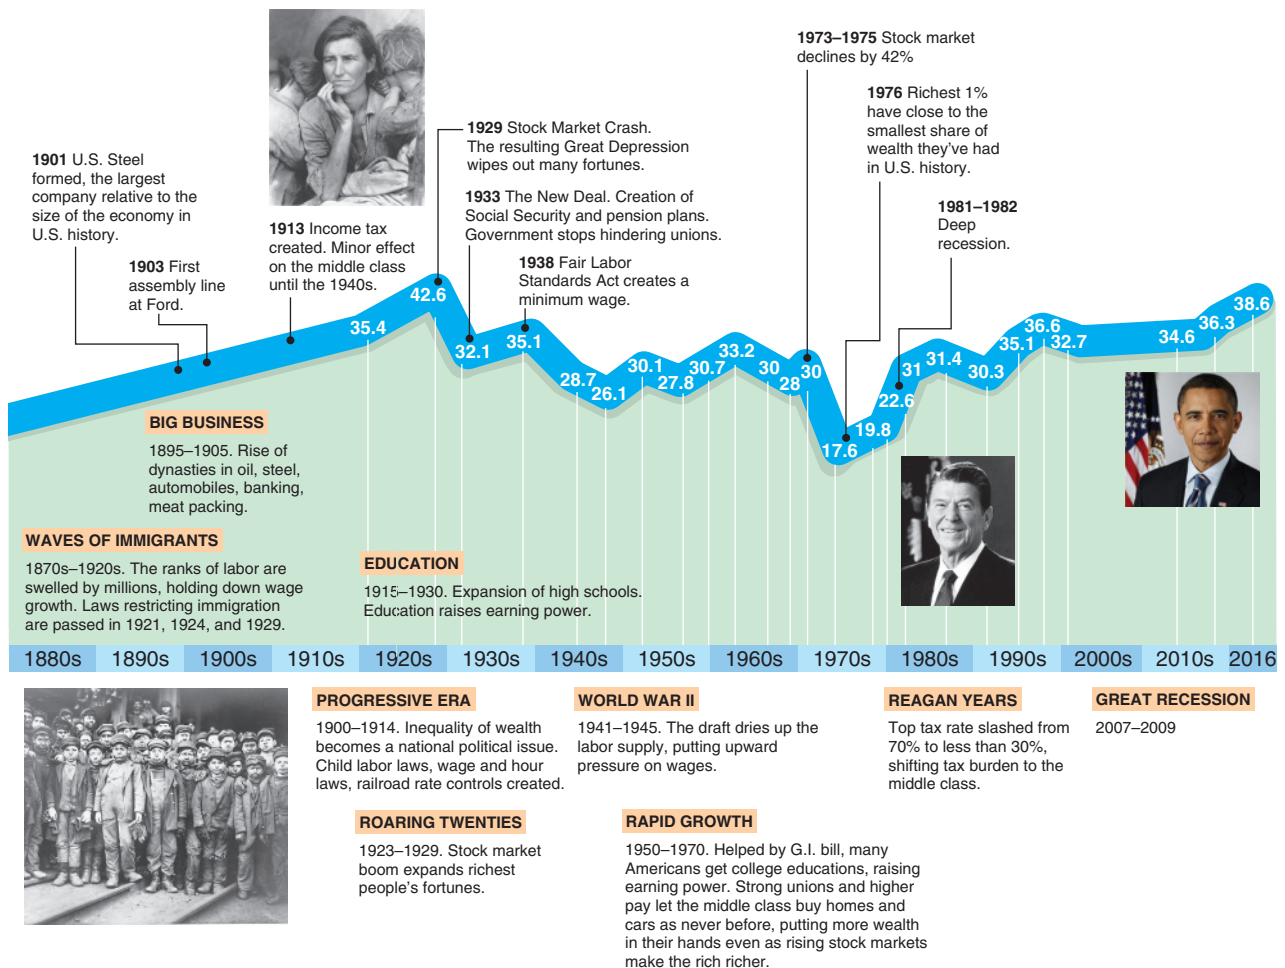 1973–1975 Stock market
declines by 42%
1976 Richest 1%
have close to the
smallest share of
wealth they've had
in U.S. history.
1929 Stock Market Crash.
The resulting Great Depression
wipes out many fortunes.
1901 U.S. Steel
formed, the largest
company relative to the
size of the economy in
U.S. history.
1933 The New Deal. Creation of
Social Security and pension plans.
Government stops hindering unions.
1981–1982
Deep
recession.
1913 Income tax
created. Minor effect
on the middle class
until the 1940s.
1903 First
assembly line
at Ford.
1938 Fair Labor
Standards Act creates a
minimum wage.
35.4
42.6
32.1
35.1
28.7
26.1
30.1
27.8
30.7
33.2
30
28
30
17.6
19.8
22.6
31
31.4
30.3
35.1
36.6
32.7
34.6
36.3
38.6
BIG BUSINESS
1895–1905. Rise of
dynasties in oil, steel,
automobiles, banking,
meat packing.
WAVES OF IMMIGRANTS
1870s–1920s. The ranks of labor are
swelled by millions, holding down wage
growth. Laws restricting immigration
are passed in 1921, 1924, and 1929.
EDUCATION
1915–1930. Expansion of high schools.
Education raises earning power.
1880s 1890s 1900s 1910s 1920s 1930s 1940s 1950s 1960s 1970s 1980s 1990s 2000s 2010s 2016
PROGRESSIVE ERA
1900–1914. Inequality of wealth
becomes a national political issue.
Child labor laws, wage and hour
laws, railroad rate controls created.
WORLD WAR II
1941–1945. The draft dries up the
labor supply, putting upward
pressure on wages.
REAGAN YEARS
Top tax rate slashed from
70% to less than 30%,
shifting tax burden to the
middle class.
GREAT RECESSION
2007–2009
ROARING TWENTIES
1923–1929. Stock market
boom expands richest
people's fortunes.
RAPID GROWTH
1950–1970. Helped by G.I. bill, many
Americans get college educations, raising
earning power. Strong unions and higher
pay let the middle class buy homes and
cars as never before, putting more wealth
in their hands even as rising stock markets
make the rich richer.